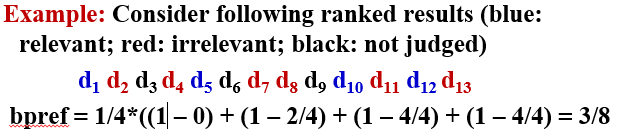 Example: Consider following ranked results (blue:
relevant; red: irrelevant; black: not judged)
d1 d2 d3 d4 d5 d6 d7 d8 d9 d10 d11 d12 d13
bpref = 1/4*((1 – 0) + (1 – 2/4) + (1 – 4/4) + (1 – 4/4) = 3/8